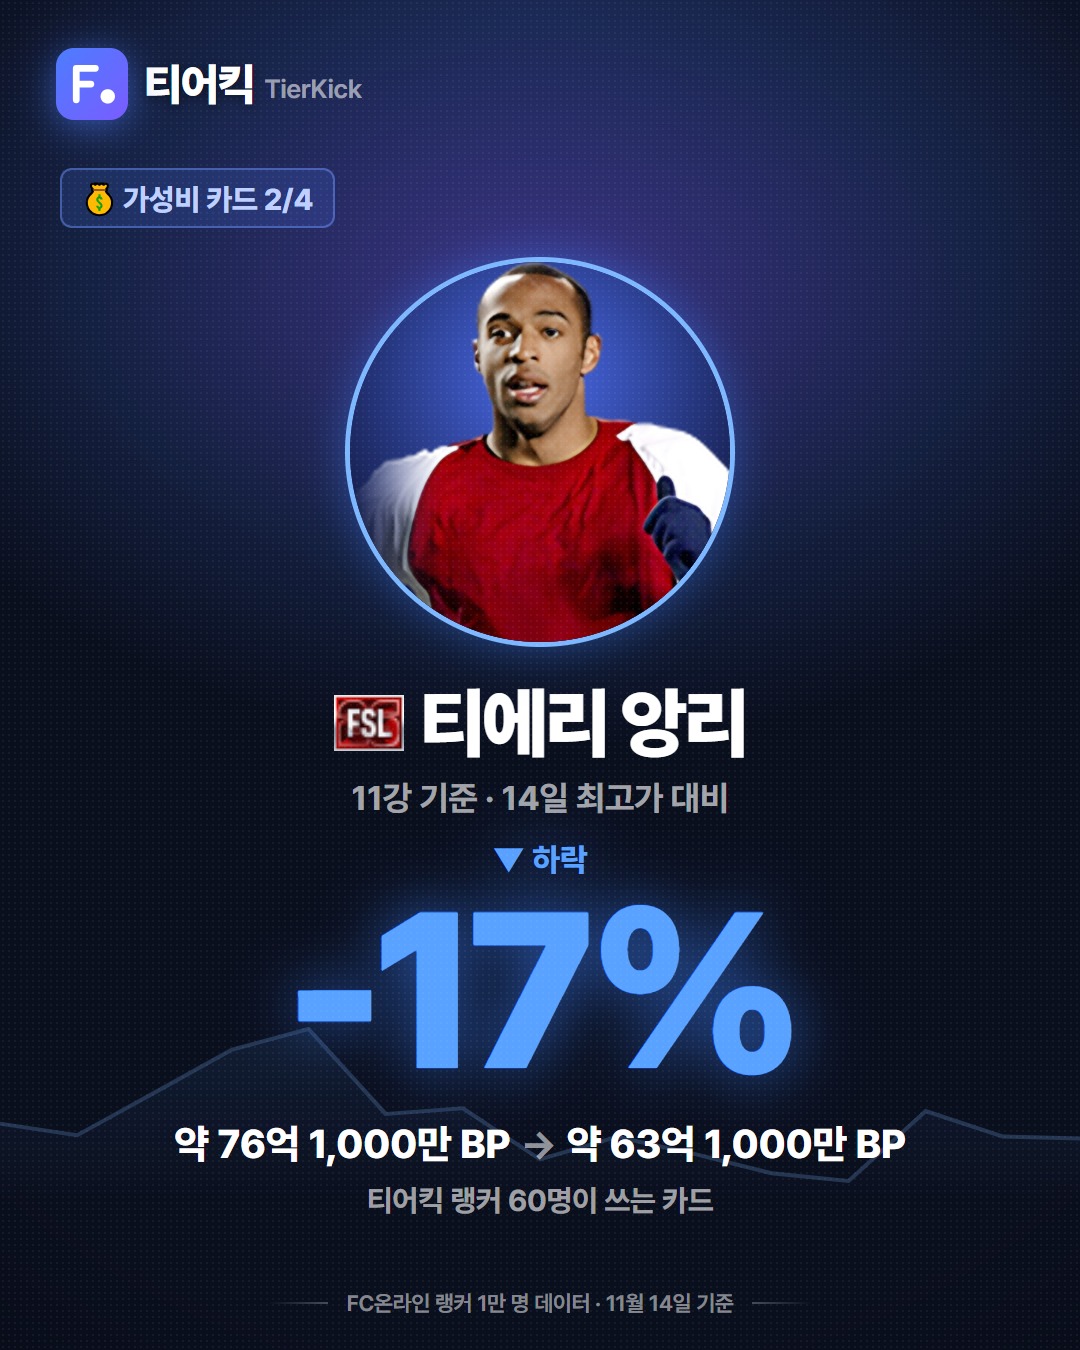 F.
티어킥 TierKick
가성비 카드 2/4
FSL 티에리 앙리
11강 기준 · 14일 최고가 대비
▼ 하락
-17%
약 76억 1,000만 BP → 약 63억 1,000만 BP
티어킥 랭커 60명이 쓰는 카드
FC온라인 랭커 1만 명 데이터 · 11월 14일 기준